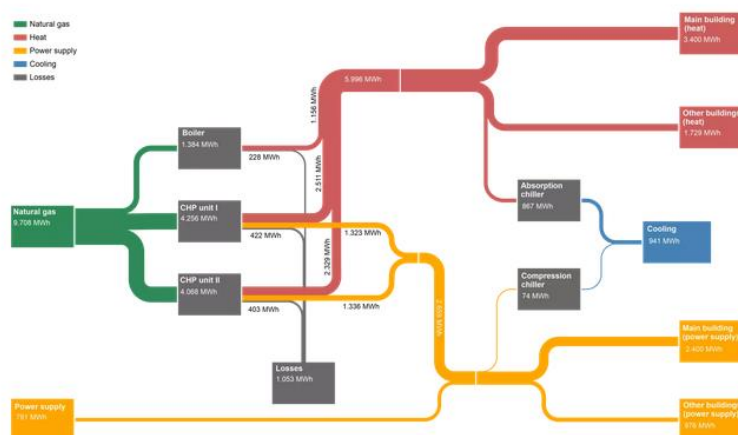 Natural gas
Heat
Power supply
Cooling
Losses
Main building
(heat)
3.400 MWh
5.996 MWh
1.156 MWh
Other buildings
(heat)
1.729 MWh
Boiler
1.384 MWh
228 MWh
2.511 MWh
Absorption
chiller
867 MWh
Natural gas
9.708 MWh
CHP unit I
4.256 MWh
422 MWh
1.323 MWh
Cooling
941 MWh
2.329 MWh
CHP unit II
4.068 MWh
403 MWh
1.336 MWh
Compression
chiller
74 MWh
Main building
(power supply)
2.400 MWh
Losses
1.053 MWh
Power supply
MWh
Other buildings
(power supply)
MWh